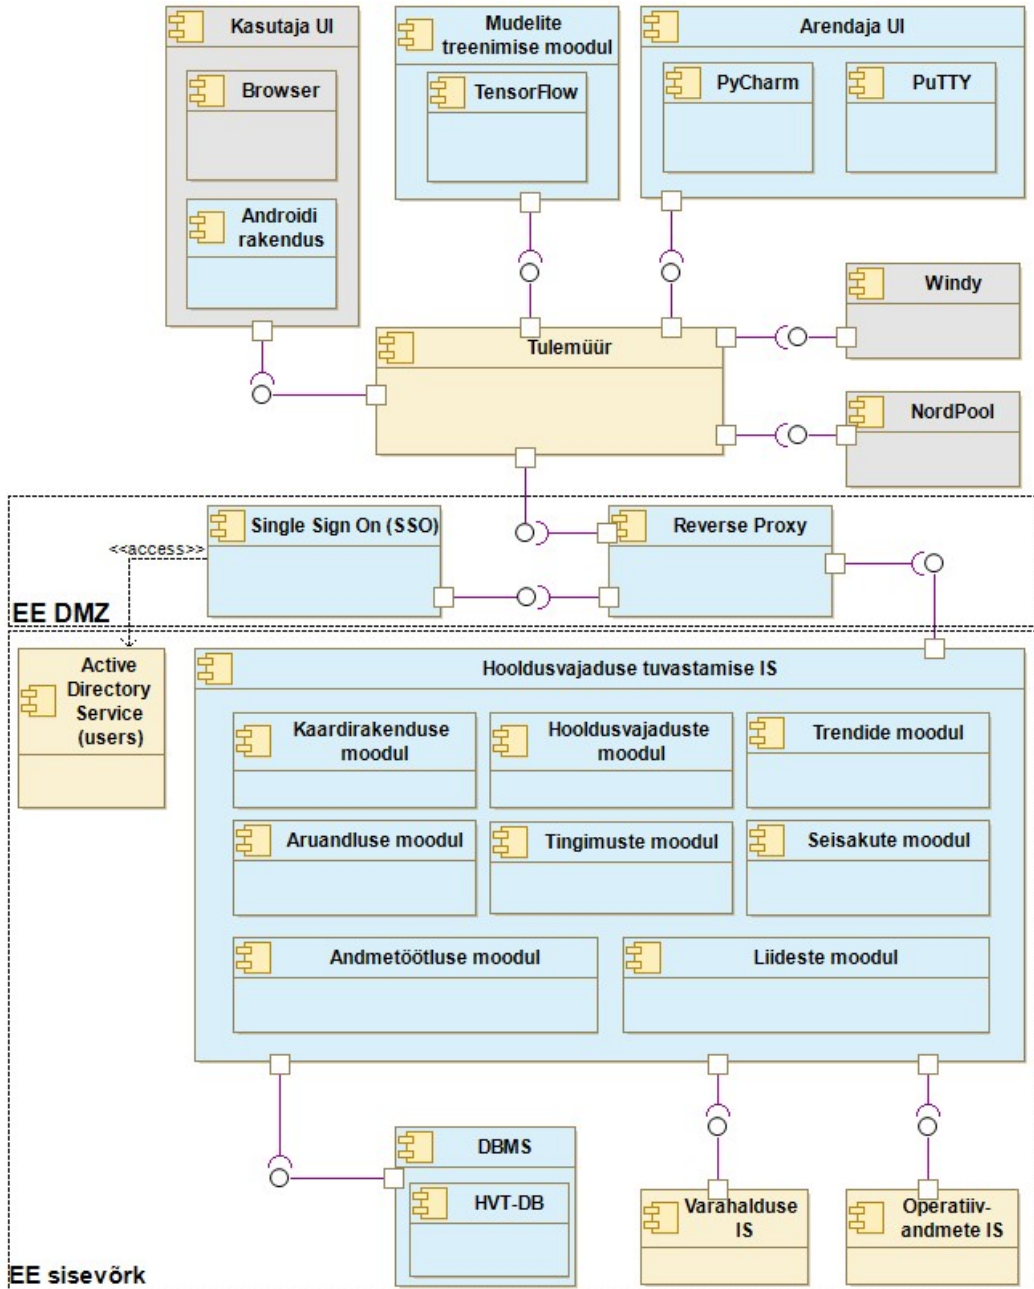 Kasutaja UI
Browser
Androidi
rakendus
Mudelite
treenimise moodul
TensorFlow
Arendaja UI
PyCharm
PuTTY
Windy
Tulemüür
NordPool
Single Sign On (SSO)
Reverse Proxy
<<access>>
EE DMZ
Active
Directory
Service
(users)
Hooldusvajaduse tuvastamise IS
Kaardirakenduse
moodul
Hooldusvajaduste
moodul
Trendide moodul
Aruandluse moodul
Tingimuste moodul
Seisakute moodul
Andmetöötluse moodul
Liideste moodul
DBMS
HVT-DB
Varahalduse
IS
Operatiiv-
andmete IS
EE sisevõrk